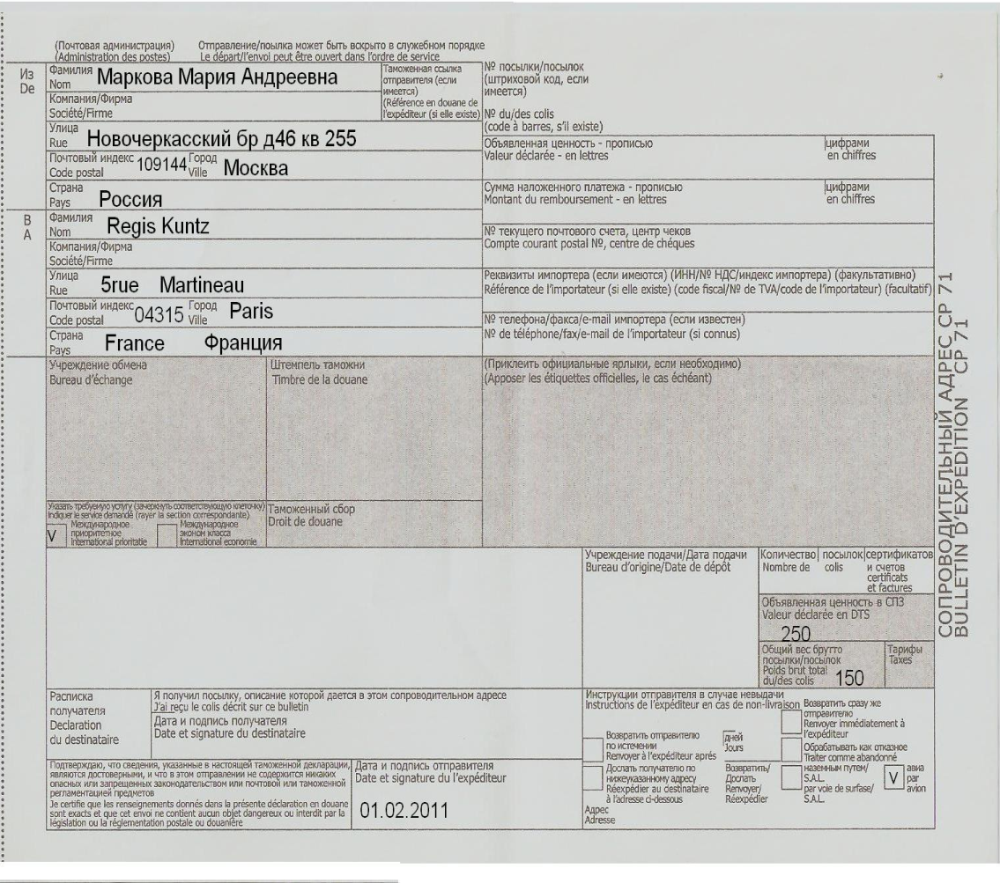 (Почтовая администрация) Отправление/поылка может быть вскрыто в служебном порядке
(Administration des postes) Le départ/l'envoi peut être ouvert dans l'ordre de service
Из
De
Фамилия
Nom
Маркова Мария Андреевна
Таможенная ссылка
отправителя (если
имеется)
(Référence en douane de
l'expéditeur (si elle existe)
Компания/Фирма
Société/Firme
Улица
Rue
Новочеркасский бр д46 кв 255
Почтовый индекс
Code postal
109144
Город
Ville
Москва
Страна
Pays
Россия
№ посылки/посылок
(штриховой код, если
имеется)
№ du/des colis
(code à barres, s'il existe)
Объявленная ценность - прописью
Valeur déclarée - en lettres
цифрами
en chiffres
Сумма наложенного платежа - прописью
Montant du remboursement - en lettres
цифрами
en chiffres
В
A
Фамилия
Nom
Regis Kuntz
Компания/Фирма
Société/Firme
Улица
Rue
5rue Martineau
Почтовый индекс
Code postal
04315
Город
Ville
Paris
Страна
Pays
France Франция
№ текущего почтового счета, центр чеков
Compte courant postal №, centre de chéques
Реквизиты импортера (если имеются) (ИНН/№ НДС/индекс импортера) (факультативно)
Référence de l'importateur (si elle existe) (code fiscal/№ de TVA/code de l'importateur) (facultatif)
№ телефона/факса/e-mail импортера (если известен)
№ de téléphone/fax/e-mail de l'importateur (si connus)
Учреждение обмена
Bureau d'échange
Штемпель таможни
Timbre de la douane
(Приклеить официальные ярлыки, если необходимо)
(Apposer les étiquettes officielles, le cas échéant)
Указать требуемую услугу (зачеркнуть соответствующую клеточку)
Indiquer le service demandé (rayer la section correspondante)
V
Международное
приоритетное
International prioritatie
Международное
эконом класса
International economie
Таможенный сбор
Droit de douane
СОПРОВОДИТЕЛЬНЫЙ АДРЕС CP 71
BULLETIN D'EXPEDITION CP 71
Учреждение подачи/Дата подачи
Bureau d'origine/Date de dépôt
Количество посылок сертификатов
Nombre de colis и счетов
certificats
et factures
Объявленная ценность в СПЗ
Valeur déclarée en DTS
250
Общий вес брутто
посылки/посылок
Poids brut total
du/des colis
150
Тарифы
Taxes
Расписка
получателя
Declaration
du destinataire
Я получил посылку, описание которой дается в этом сопроводительном адресе
J'ai reçu le colis décrit sur ce bulletin
Дата и подпись получателя
Date et signature du destinataire
Инструкции отправителя в случае невыдачи
Instructions de l'expéditeur en cas de non-livraison
Возвратить отправителю
по истечении
Renvoyer à l'expéditeur après
дней
Jours
Возвратить сразу же
отправителю
Renvoyer immédiatement à
l'expéditeur
Обрабатывать как отказное
Traiter comme abandonné
Дослать получателю по
нижеуказанному адресу
Réexpédier au destinataire
à l'adresse ci-dessous
Возвратить/
Дослать
Renvoyer/
Réexpédier
наземным путем/
S.A.L.
par voie de surface/
S.A.L.
V
авиа
par
avion
Адрес
Adresse
Подтверждаю, что сведения, указанные в настоящей таможенной декларации,
являются достоверными, и что в этом отправлении не содержится никаких
опасных или запрещенных законодательством или почтовой или таможенной
регламентацией предметов
Je certifie que les renseignements donnés dans la présente déclaration en douane
sont exacts et que cet envoi ne contient aucun objet dangereux ou interdit par la
législation ou la réglementation postale ou douanière
Дата и подпись отправителя
Date et signature du l'expéditeur
01.02.2011